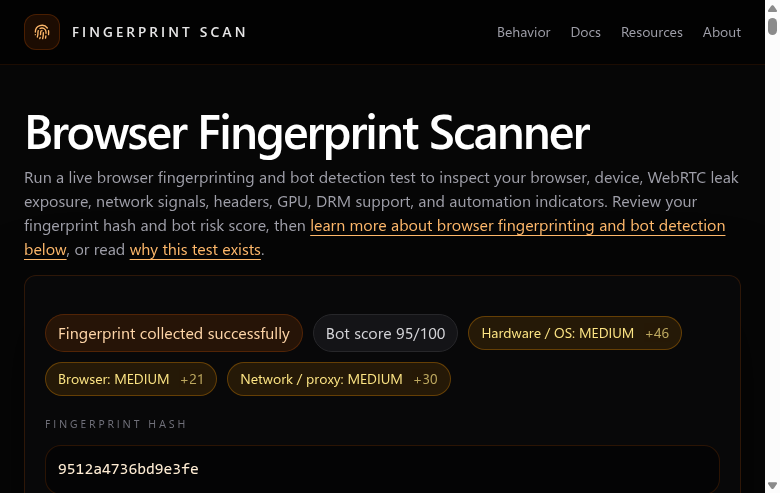 FINGERPRINT SCAN
Behavior Docs Resources About
Browser Fingerprint Scanner
Run a live browser fingerprinting and bot detection test to inspect your browser, device, WebRTC leak
exposure, network signals, headers, GPU, DRM support, and automation indicators. Review your
fingerprint hash and bot risk score, then learn more about browser fingerprinting and bot detection
below, or read why this test exists.
Fingerprint collected successfully Bot score 95/100 Hardware / OS: MEDIUM +46
Browser: MEDIUM +21 Network / proxy: MEDIUM +30
FINGERPRINT HASH
9512a4736bd9e3fe